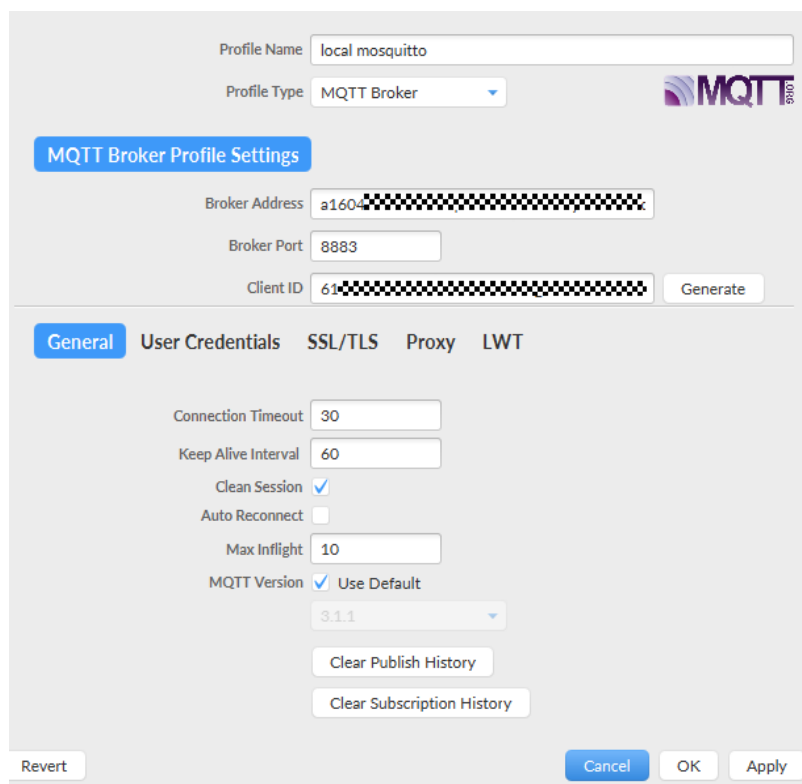 Profile Name local mosquitto
Profile Type MQTT Broker
MQTT.ORG
MQTT Broker Profile Settings
Broker Address a1604
Broker Port 8883
Client ID 61
Generate
General User Credentials SSL/TLS Proxy LWT
Connection Timeout 30
Keep Alive Interval 60
Clean Session
Auto Reconnect
Max Inflight 10
MQTT Version Use Default
3.1.1
Clear Publish History
Clear Subscription History
Revert Cancel OK Apply